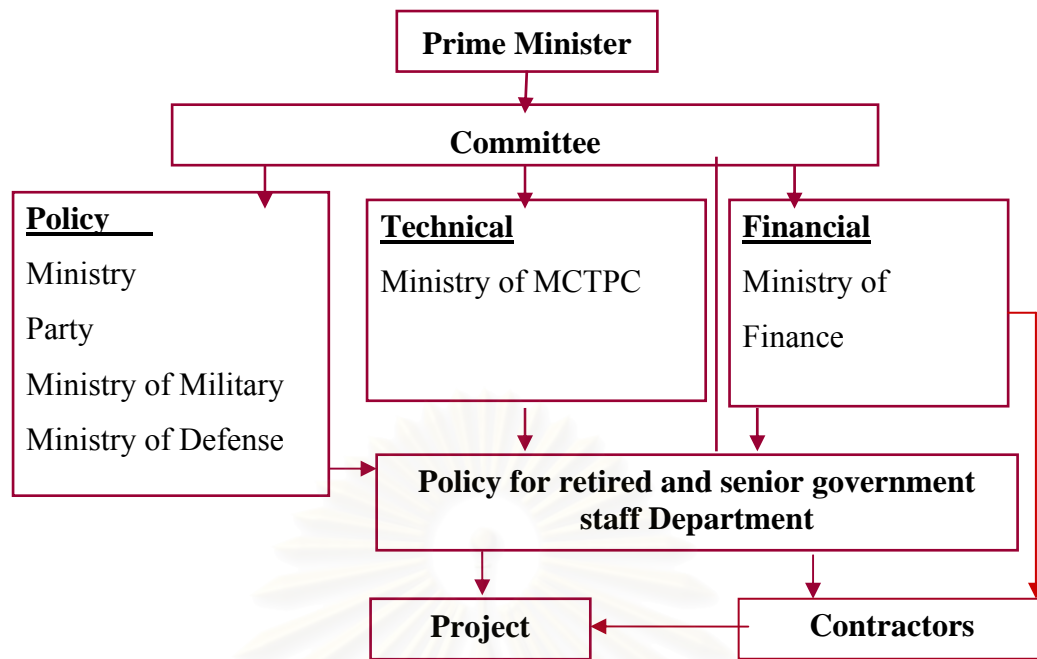 Prime Minister
Committee
Policy
Ministry
Party
Ministry of Military
Ministry of Defense
Technical
Ministry of MCTPC
Financial
Ministry of
Finance
Policy for retired and senior government
staff Department
Project
Contractors